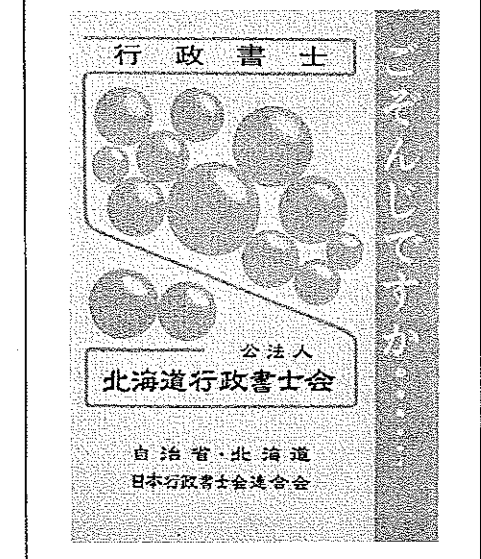 ごぞんじですか……
行政書士
公法人
北海道行政書士会
自治省・北海道
日本行政書士会連合会